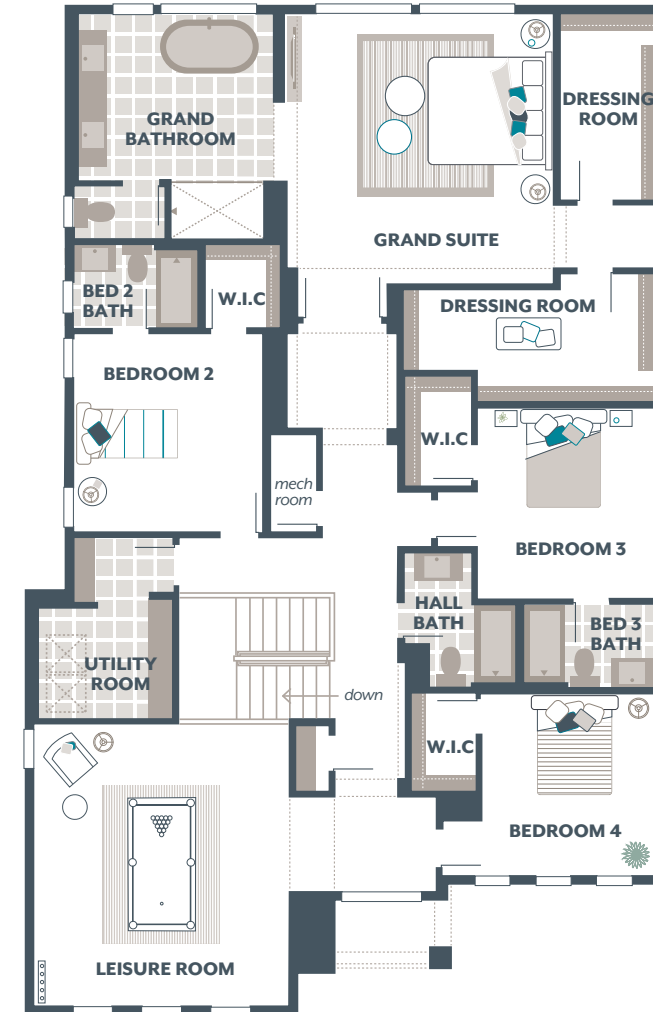 GRAND
BATHROOM
DRESSING
ROOM
GRAND SUITE
BED 2
BATH
W.I.C
DRESSING ROOM
BEDROOM 2
W.I.C
mech
room
BEDROOM 3
HALL
BATH
BED 3
BATH
UTILITY
ROOM
down
W.I.C
BEDROOM 4
LEISURE ROOM